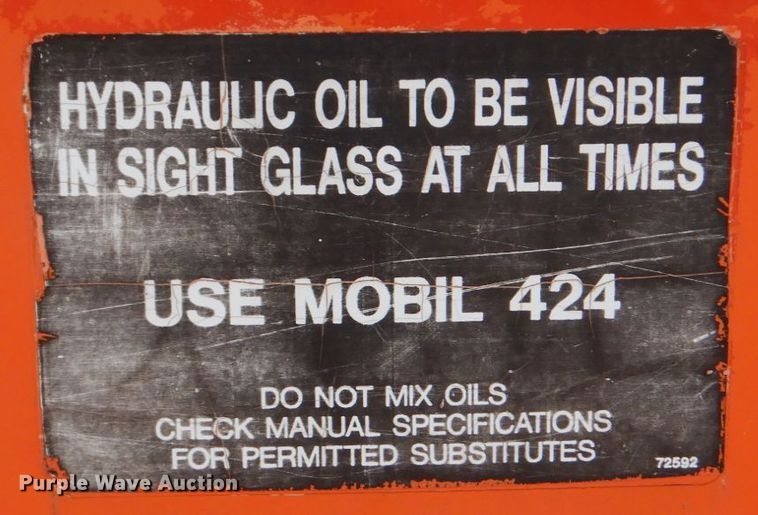 HYDRAULIC OIL TO BE VISIBLE
IN SIGHT GLASS AT ALL TIMES
USE MOBIL 424
DO NOT MIX OILS
CHECK MANUAL SPECIFICATIONS
FOR PERMITTED SUBSTITUTES
72592
Purple Wave Auction